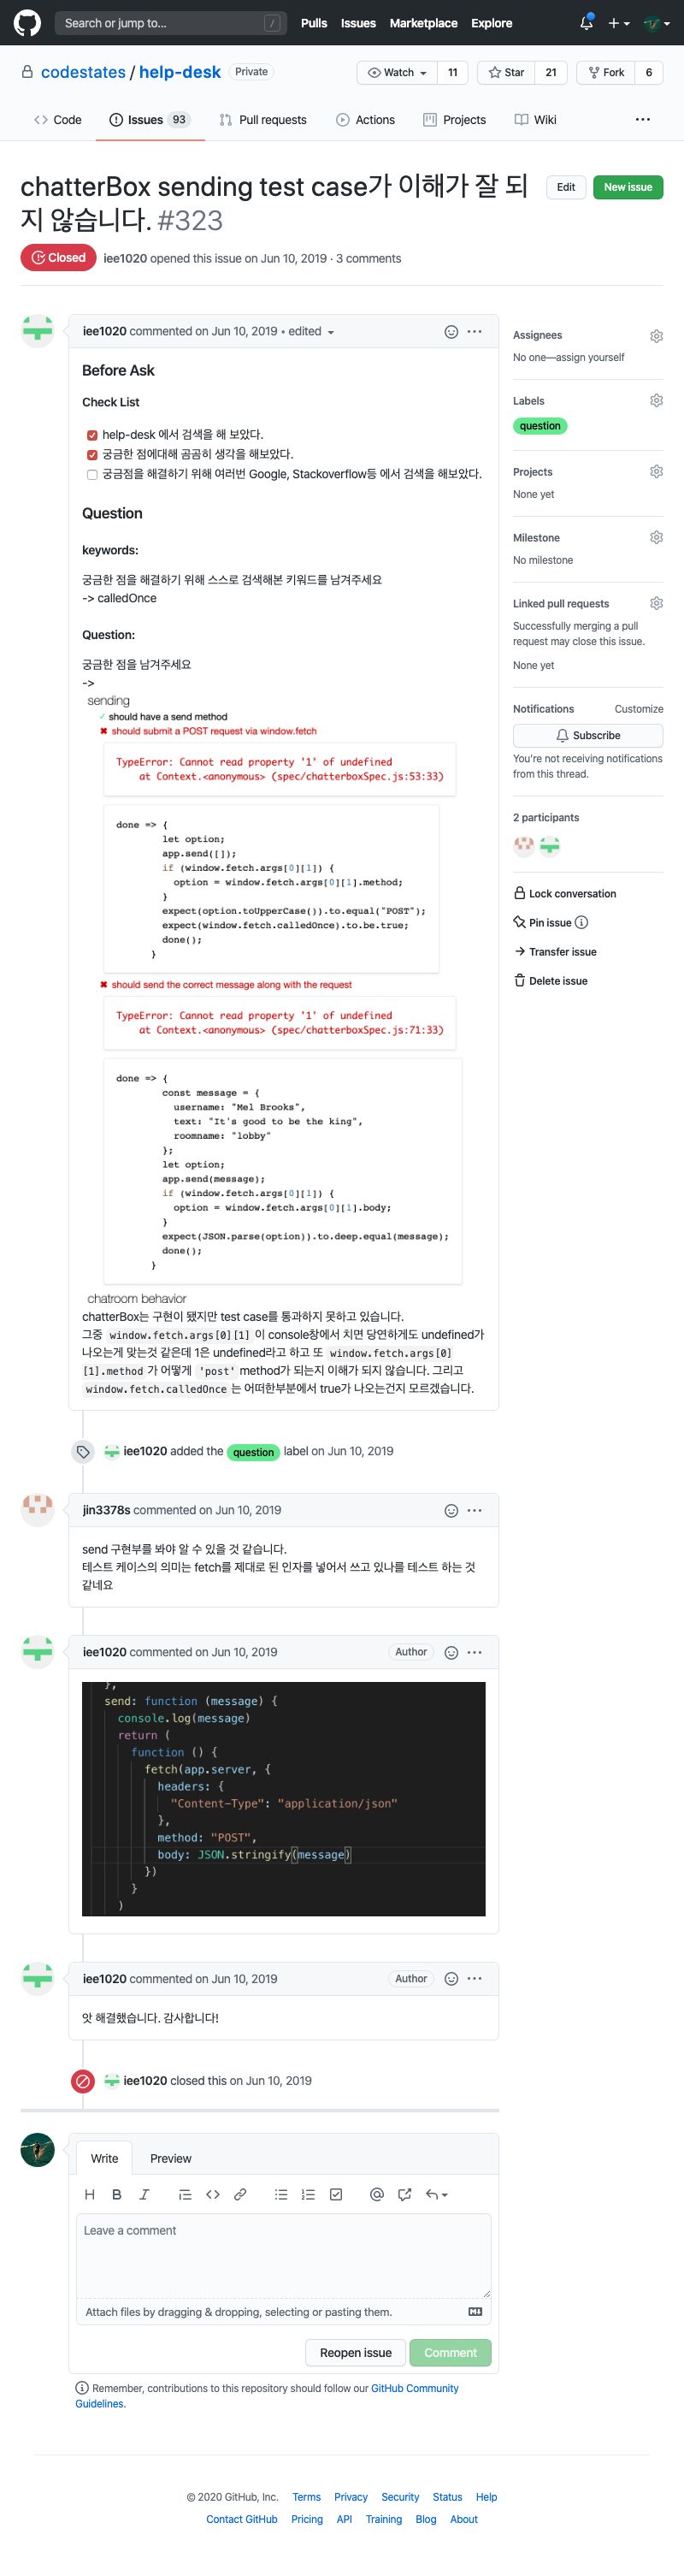 Search or jump to...
/
Pulls Issues Marketplace Explore
codestates / help-desk Private
Watch 11 Star 21 Fork 6
Code Issues 93 Pull requests Actions Projects Wiki
chatterBox sending test case가 이해가 잘 되
지 않습니다. #323
Edit New issue
Closed iee1020 opened this issue on Jun 10, 2019 · 3 comments
iee1020 commented on Jun 10, 2019 • edited
Before Ask
Check List
help-desk 에서 검색을 해 보았다.
궁금한 점에대해 곰곰히 생각을 해보았다.
궁금점을 해결하기 위해 여러번 Google, Stackoverflow등 에서 검색을 해보았다.
Question
keywords:
궁금한 점을 해결하기 위해 스스로 검색해본 키워드를 남겨주세요
-> calledOnce
Question:
궁금한 점을 남겨주세요
->
sending
✓ should have a send method
✖ should submit a POST request via window.fetch
TypeError: Cannot read property '1' of undefined
at Context.<anonymous> (spec/chatterboxSpec.js:53:33)
done => {
let option;
app.send([]);
if (window.fetch.args[0][1]) {
option = window.fetch.args[0][1].method;
}
expect(option.toUpperCase()).to.equal("POST");
expect(window.fetch.calledOnce).to.be.true;
done();
}
✖ should send the correct message along with the request
TypeError: Cannot read property '1' of undefined
at Context.<anonymous> (spec/chatterboxSpec.js:71:33)
done => {
const message = {
username: "Mel Brooks",
text: "It's good to be the king",
roomname: "lobby"
};
let option;
app.send(message);
if (window.fetch.args[0][1]) {
option = window.fetch.args[0][1].body;
}
expect(JSON.parse(option)).to.deep.equal(message);
done();
}
chatroom behavior
chatterBox는 구현이 됐지만 test case를 통과하지 못하고 있습니다.
그중 window.fetch.args[0][1] 이 console창에서 치면 당연하게도 undefined가
나오는게 맞는것 같은데 1은 undefined라고 하고 또 window.fetch.args[0]
[1].method 가 어떻게 'post' method가 되는지 이해가 되지 않습니다. 그리고
window.fetch.calledOnce 는 어떠한부분에서 true가 나오는건지 모르겠습니다.
iee1020 added the question label on Jun 10, 2019
jin3378s commented on Jun 10, 2019
send 구현부를 봐야 알 수 있을 것 같습니다.
테스트 케이스의 의미는 fetch를 제대로 된 인자를 넣어서 쓰고 있나를 테스트 하는 것
같네요
iee1020 commented on Jun 10, 2019 Author
},
send: function (message) {
console.log(message)
return (
function () {
fetch(app.server, {
headers: {
"Content-Type": "application/json"
},
method: "POST",
body: JSON.stringify(message)
})
}
)
iee1020 commented on Jun 10, 2019 Author
앗 해결했습니다. 감사합니다!
iee1020 closed this on Jun 10, 2019
Write Preview
H B I
Leave a comment
Attach files by dragging & dropping, selecting or pasting them.
Reopen issue Comment
Remember, contributions to this repository should follow our GitHub Community
Guidelines.
Assignees
No one—assign yourself
Labels
question
Projects
None yet
Milestone
No milestone
Linked pull requests
Successfully merging a pull
request may close this issue.
None yet
Notifications Customize
Subscribe
You're not receiving notifications
from this thread.
2 participants
Lock conversation
Pin issue
Transfer issue
Delete issue
© 2020 GitHub, Inc. Terms Privacy Security Status Help
Contact GitHub Pricing API Training Blog About